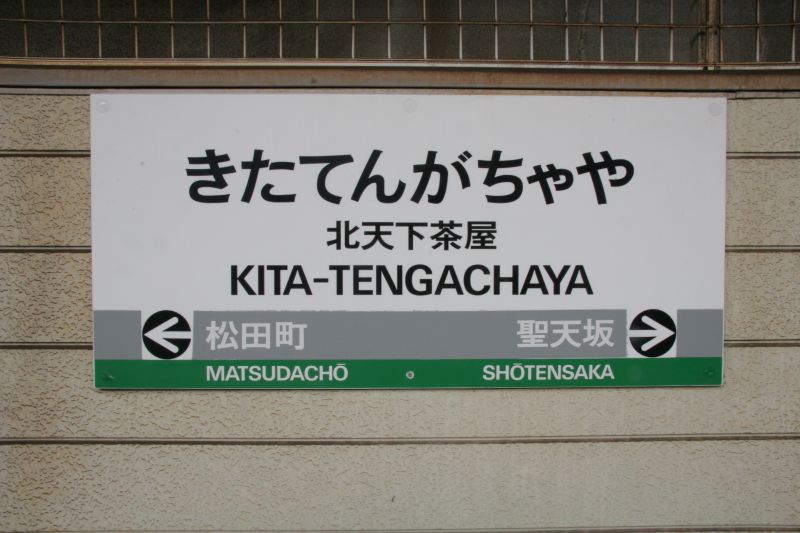 きたてんがちゃや
北天下茶屋
KITA-TENGACHAYA
松田町 聖天坂
MATSUDACHŌ SHŌTENSAKA